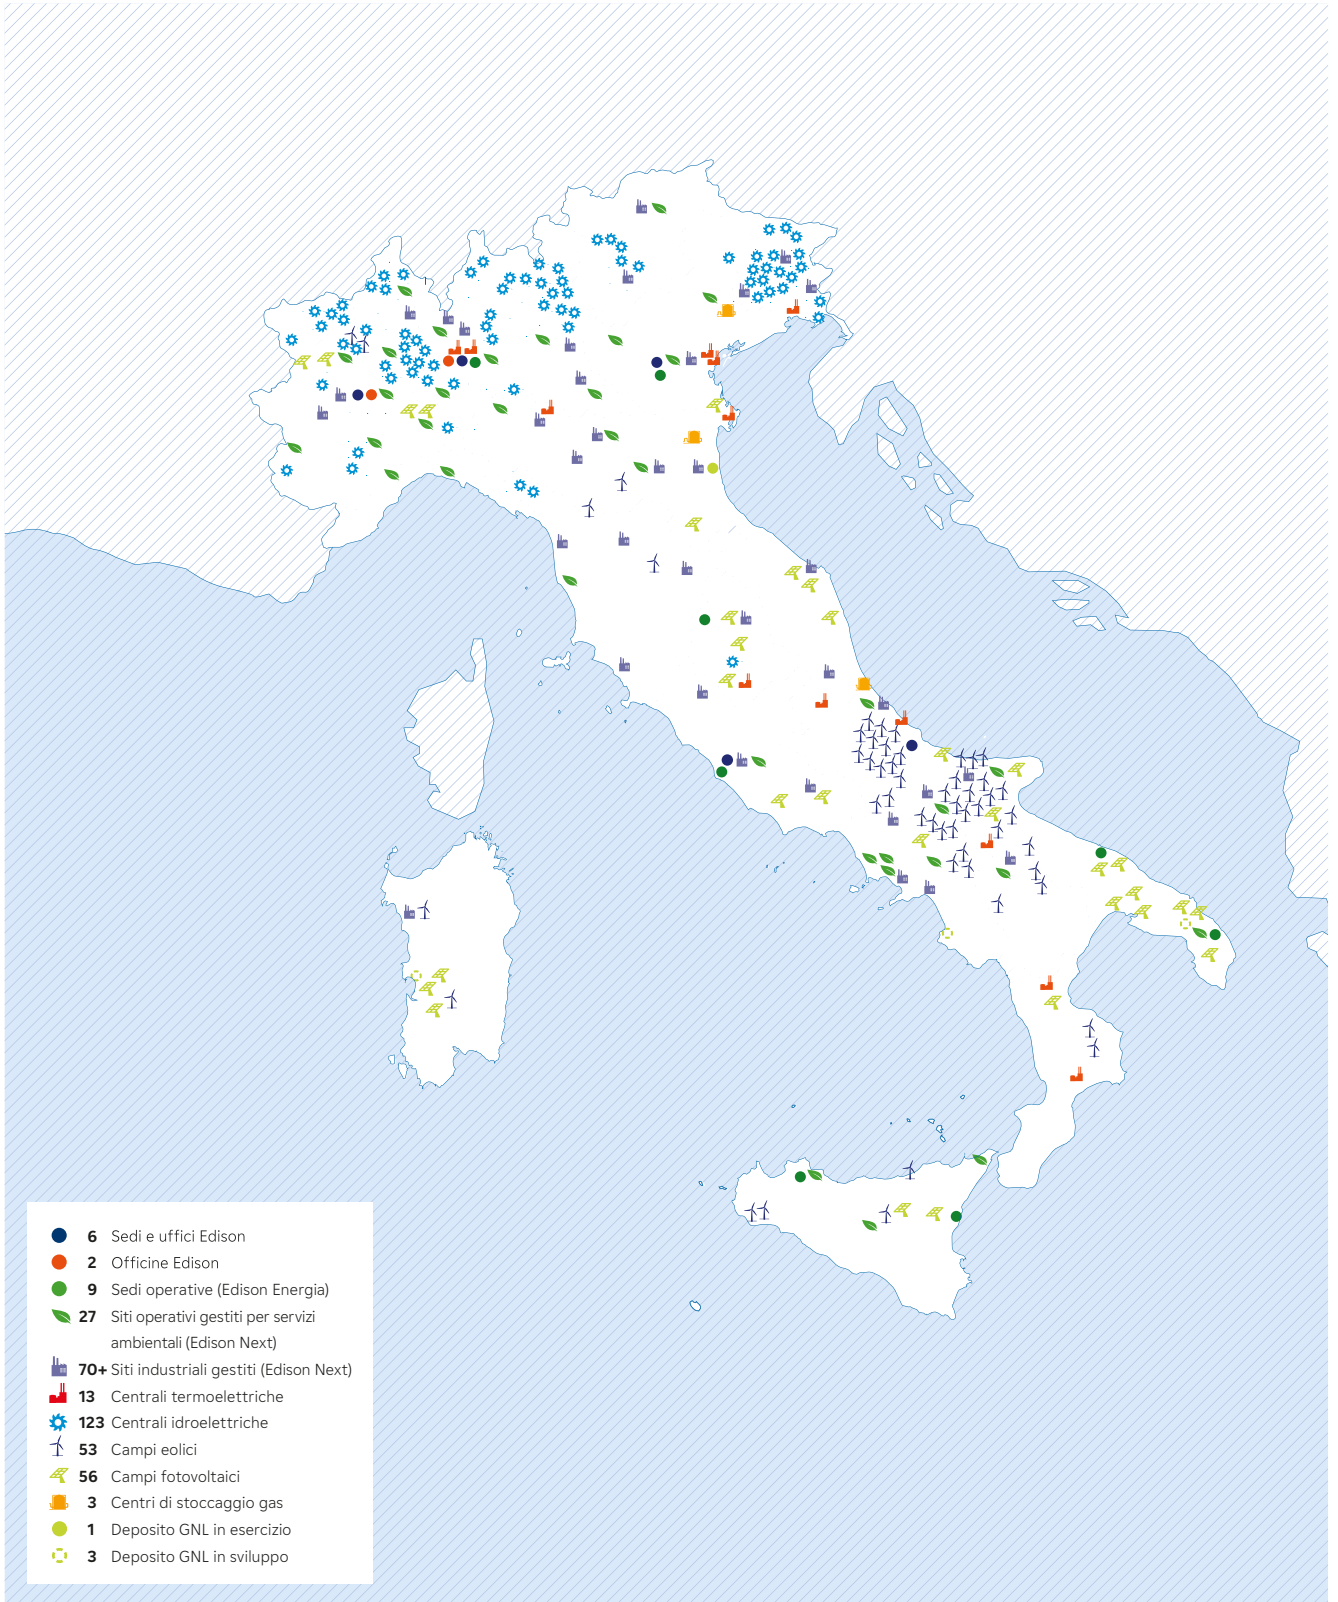 6 Sedi e uffici Edison
2 Officine Edison
9 Sedi operative (Edison Energia)
27 Siti operativi gestiti per servizi
ambientali (Edison Next)
70+ Siti industriali gestiti (Edison Next)
13 Centrali termoelettriche
123 Centrali idroelettriche
53 Campi eolici
56 Campi fotovoltaici
3 Centri di stoccaggio gas
1 Deposito GNL in esercizio
3 Deposito GNL in sviluppo